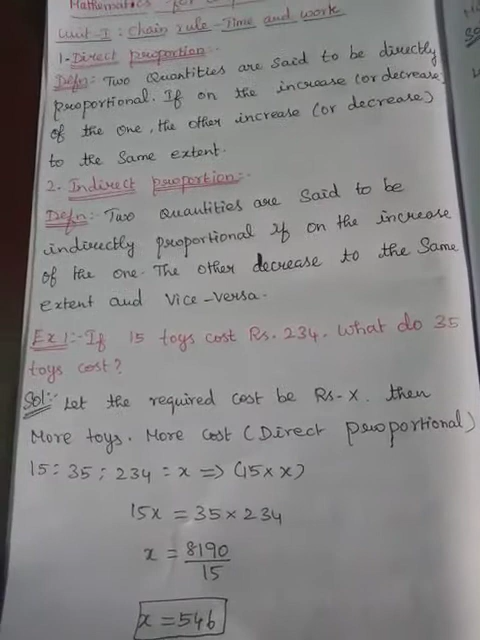 Mathematics - for
Unit-I: Chain rule - Time and work
1- Direct proportion.
Defn:- Two Quantities are said to be directly
proportional. If on the increase (or decrease)
of the one, the other increase (or decrease)
to the same extent.
2- Indirect proportion:-
Defn:- Two quantities are said to be
indirectly proportional if on the increase
of the one. The other decrease to the same
extent and Vice-versa.
Ex 1:- If 15 toys cost Rs. 234. What do 35
toys cost?
Sol:- Let the required cost be Rs-x. then
More toys. More cost (Direct proportional)
15 : 35 ; 234 : x => (15 x x)
15x = 35 x 234
x = 8190
15
x = 546